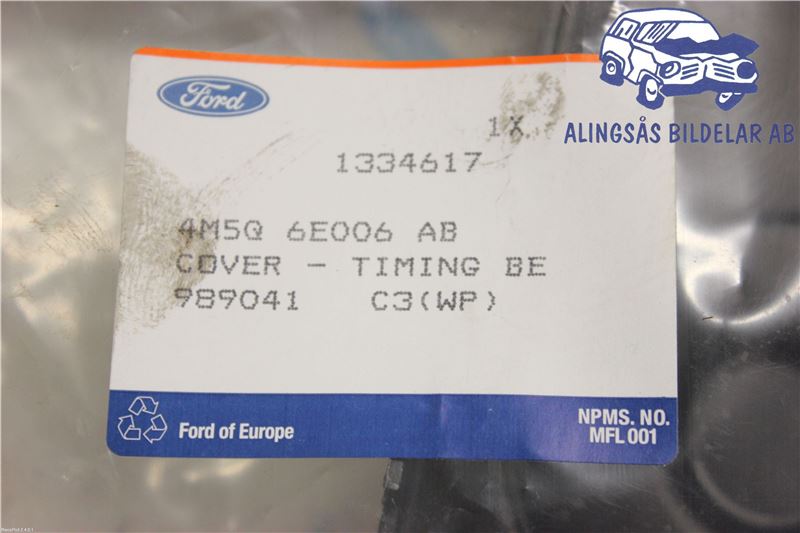 Ford
ALINGSÅS BILDELAR AB
1X
1334617
4M5Q 6E006 AB
COVER - TIMING BE
989041 C3(WP)
Ford of Europe
NPMS. NO.
MFL 001